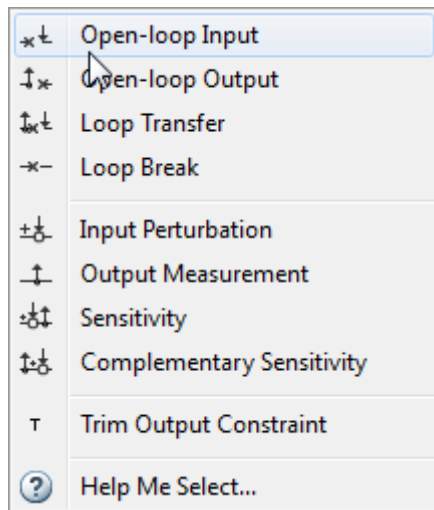 Open-loop Input
Open-loop Output
Loop Transfer
Loop Break
Input Perturbation
Output Measurement
Sensitivity
Complementary Sensitivity
T Trim Output Constraint
? Help Me Select...